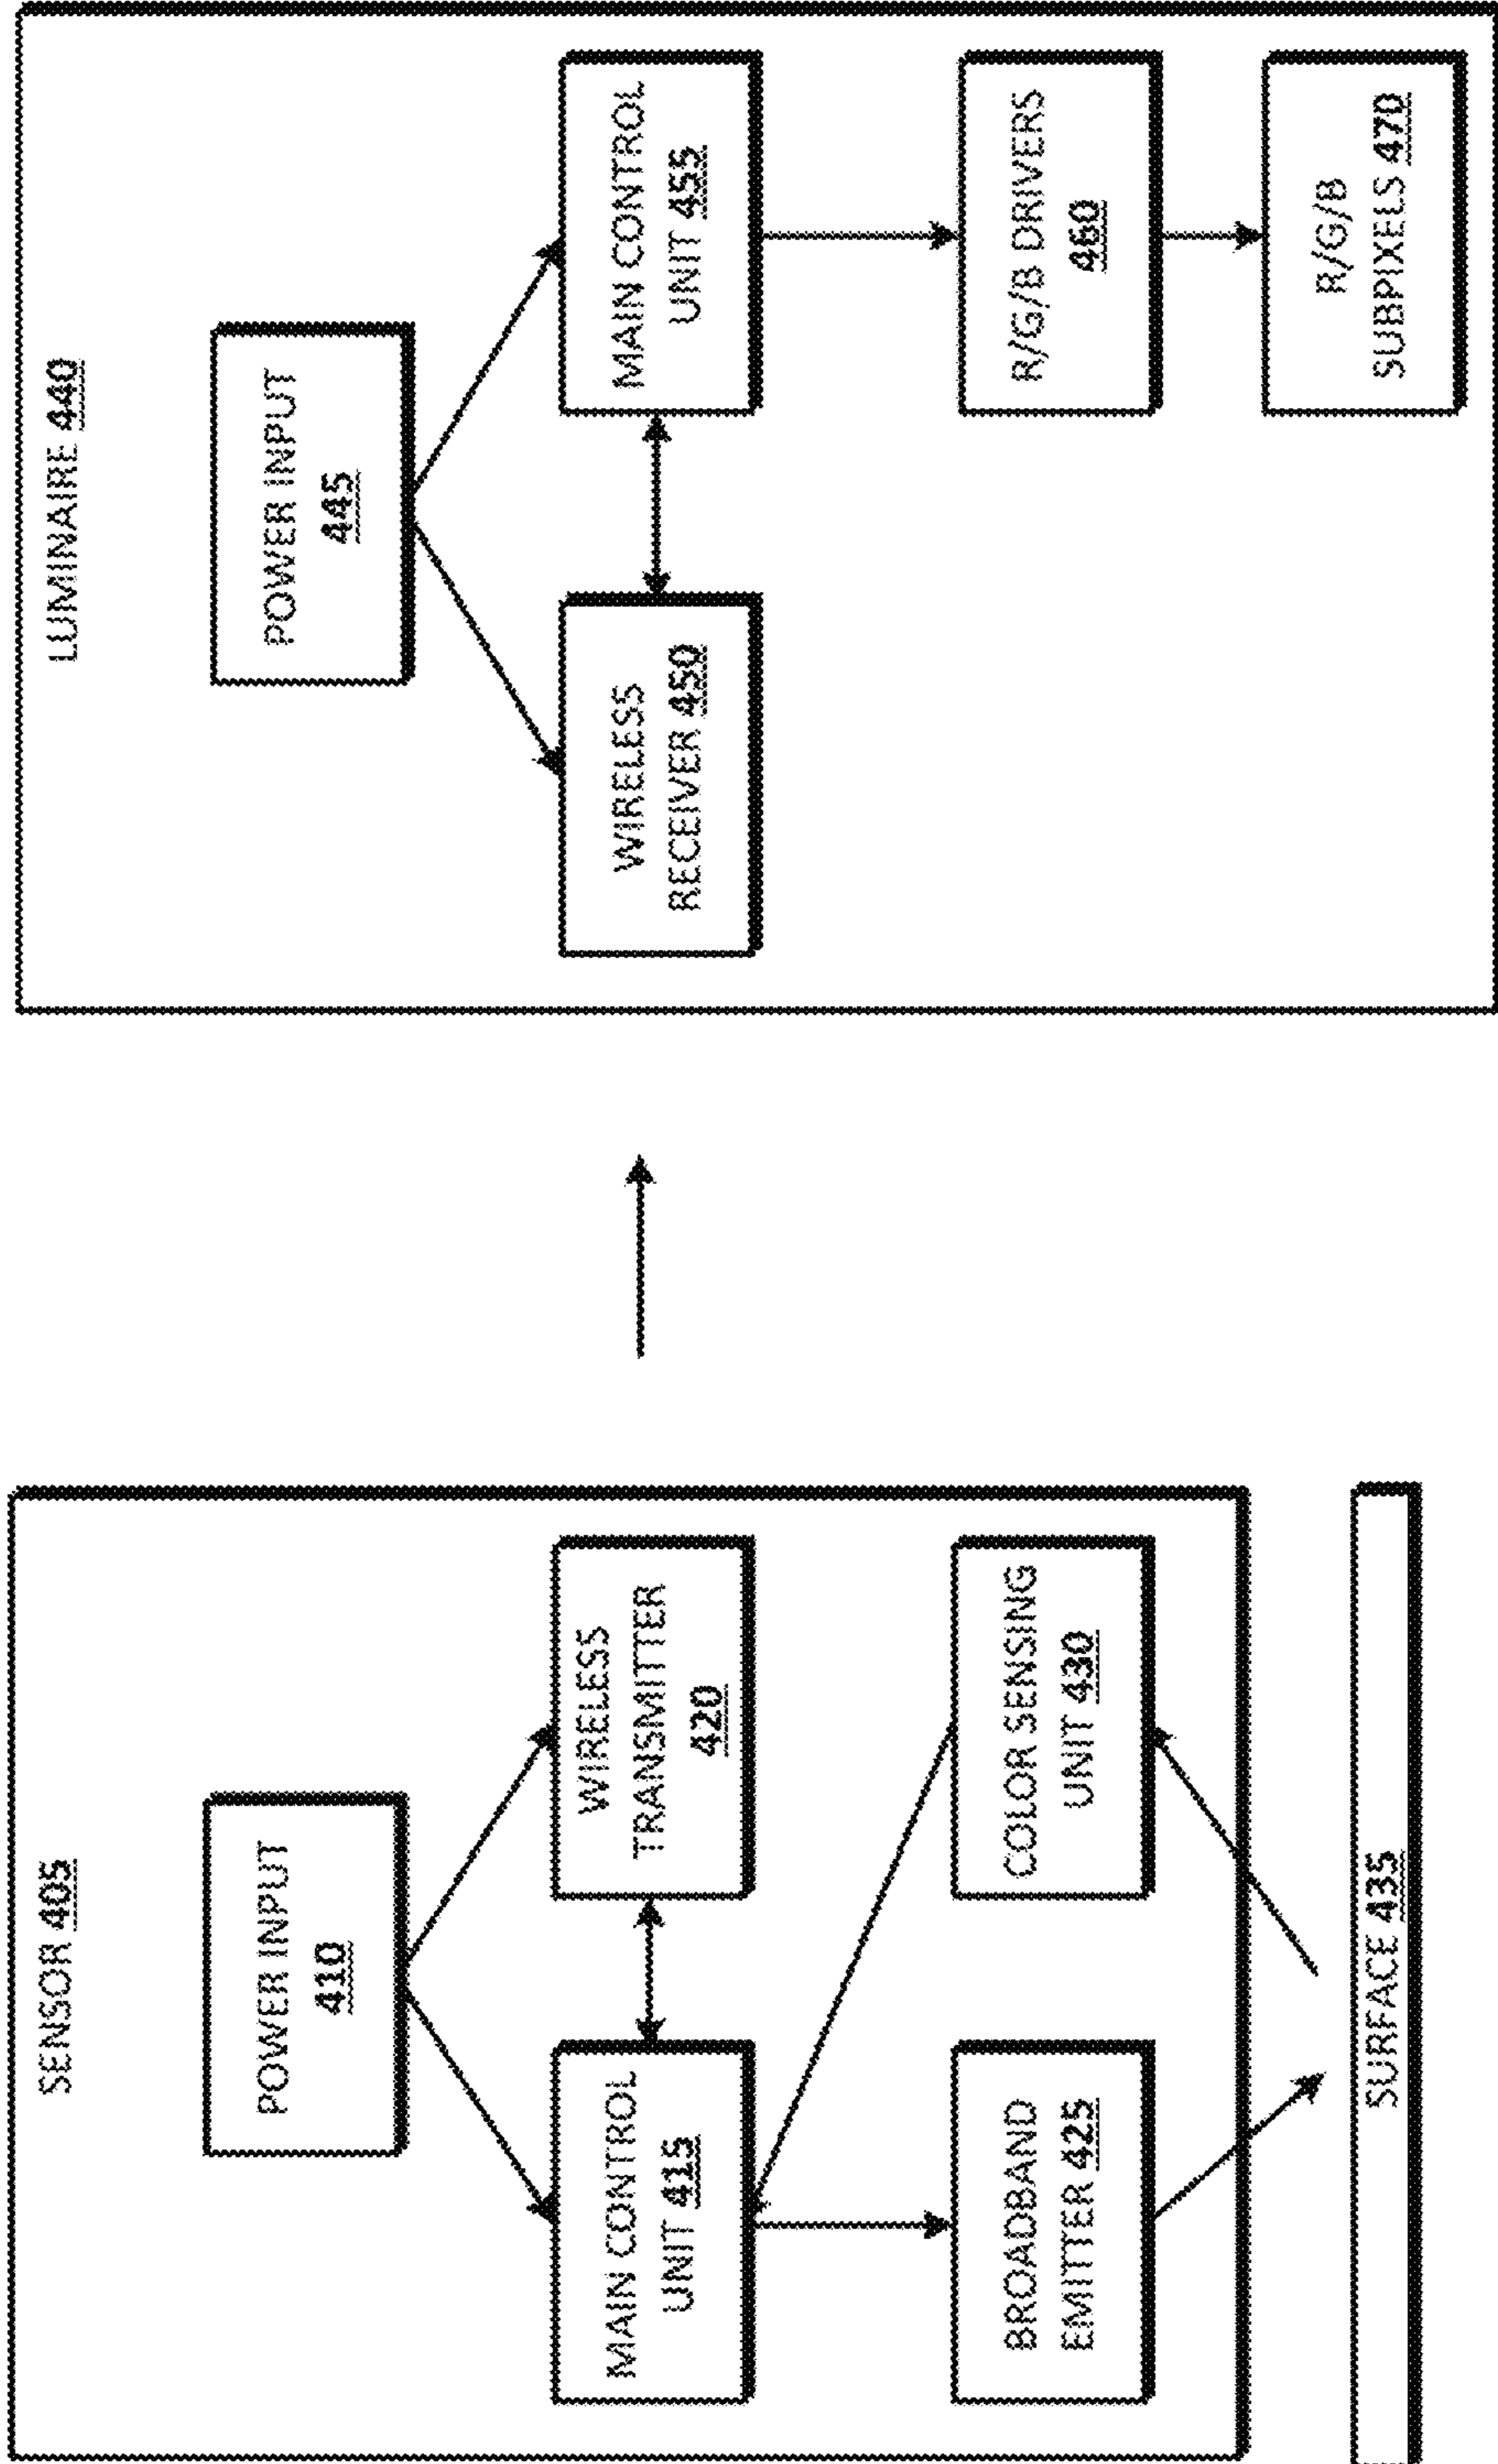 SENSOR 405
POWER INPUT
410
MAIN CONTROL
UNIT 415
WIRELESS
TRANSMITTER
420
BROADBAND
EMITTER 425
COLOR SENSING
UNIT 430
SURFACE 435
LUMINAIRE 440
POWER INPUT
445
WIRELESS
RECEIVER 450
MAIN CONTROL
UNIT 455
R/G/B DRIVERS
460
R/G/B
SUBPIXELS 470